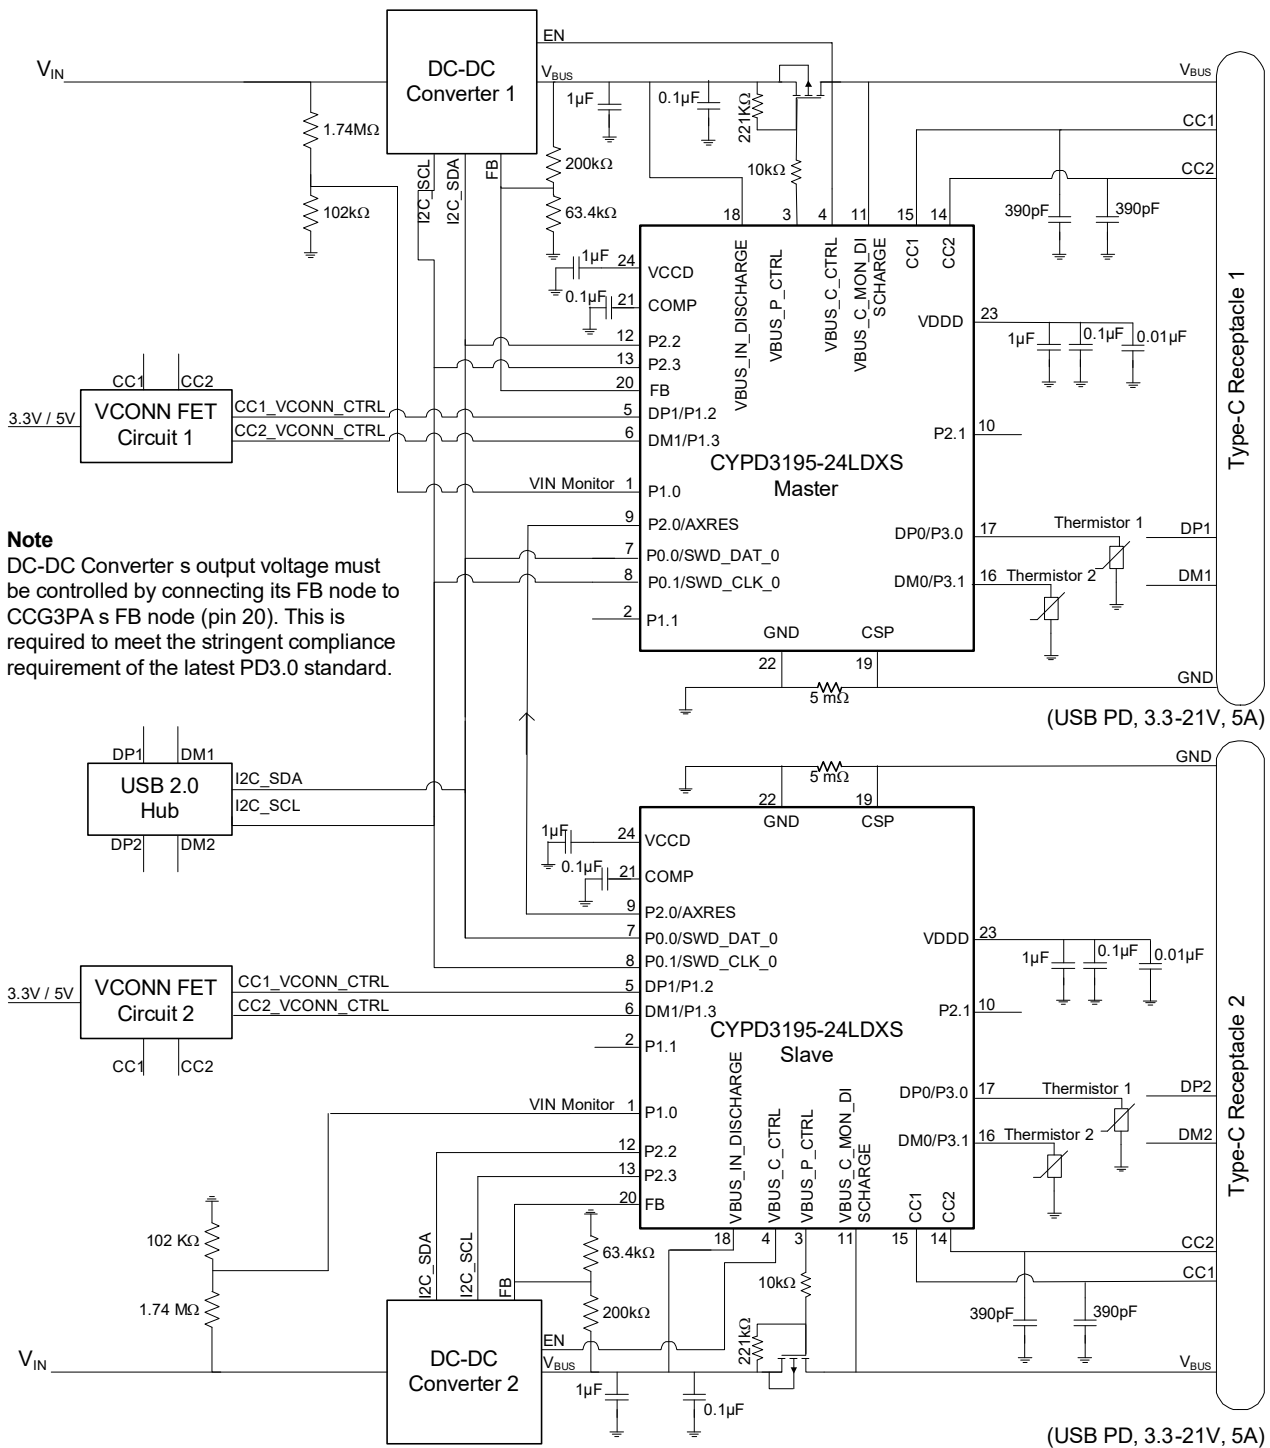 EN
V_IN
DC-DC
Converter 1
V_BUS
V_BUS
1µF
0.1µF
221KΩ
CC1
1.74MΩ
200kΩ
10kΩ
CC2
I2C_SCL
I2C_SDA
FB
102kΩ
63.4kΩ
18
3
4
11
15
14
390pF
390pF
VBUS_IN_DISCHARGE
VBUS_P_CTRL
VBUS_C_CTRL
VBUS_C_MON_DI
SCHARGE
CC1
CC2
1µF
24
VCCD
0.1µF
21
COMP
VDDD
23
12
P2.2
1µF
0.1µF
0.01µF
13
P2.3
20
FB
Type-C Receptacle 1
CC1
CC2
VCONN FET
Circuit 1
3.3V / 5V
CC1_VCONN_CTRL
5
DP1/P1.2
CC2_VCONN_CTRL
6
DM1/P1.3
P2.1
10
CYPD3195-24LDXS
Master
VIN Monitor
1
P1.0
9
P2.0/AXRES
DP0/P3.0
17
Thermistor 1
DP1
7
P0.0/SWD_DAT_0
8
P0.1/SWD_CLK_0
DM0/P3.1
16
Thermistor 2
DM1
2
P1.1
GND
CSP
22
19
GND
5 mΩ
(USB PD, 3.3-21V, 5A)
Note
DC-DC Converter s output voltage must
be controlled by connecting its FB node to
CCG3PA s FB node (pin 20). This is
required to meet the stringent compliance
requirement of the latest PD3.0 standard.
DP1
DM1
USB 2.0
Hub
I2C_SDA
I2C_SCL
DP2
DM2
GND
5 mΩ
22
19
GND
CSP
1µF
24
VCCD
0.1µF
21
COMP
9
P2.0/AXRES
7
P0.0/SWD_DAT_0
VDDD
23
8
P0.1/SWD_CLK_0
1µF
0.1µF
0.01µF
VCONN FET
Circuit 2
3.3V / 5V
CC1_VCONN_CTRL
5
DP1/P1.2
CC2_VCONN_CTRL
6
DM1/P1.3
P2.1
10
CC1
CC2
CYPD3195-24LDXS
Slave
2
P1.1
Type-C Receptacle 2
VIN Monitor
1
P1.0
DP0/P3.0
17
Thermistor 1
DP2
12
P2.2
DM0/P3.1
16
Thermistor 2
DM2
13
P2.3
20
FB
VBUS_IN_DISCHARGE
VBUS_C_CTRL
VBUS_P_CTRL
VBUS_C_MON_DI
SCHARGE
CC1
CC2
18
4
3
11
15
14
102 KΩ
I2C_SDA
I2C_SCL
FB
63.4kΩ
CC2
1.74 MΩ
200kΩ
10kΩ
CC1
390pF
390pF
221kΩ
EN
V_IN
DC-DC
Converter 2
V_BUS
V_BUS
1µF
0.1µF
(USB PD, 3.3-21V, 5A)